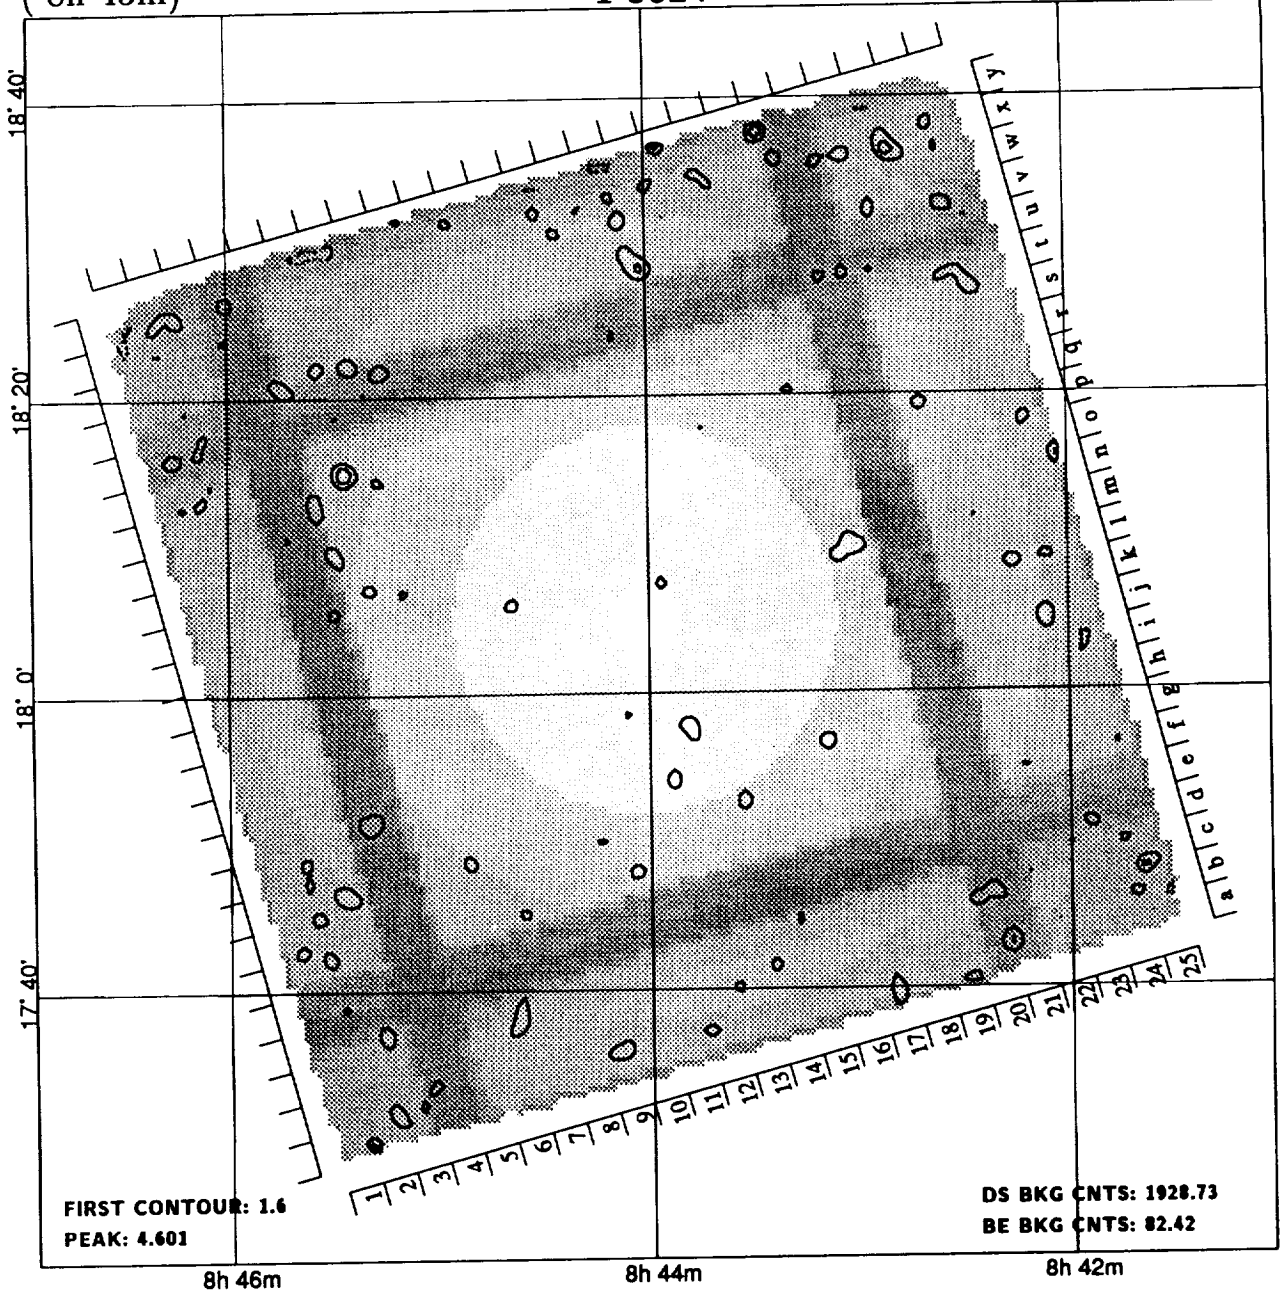 18° 40'
18° 20'
18° 0'
17° 40'
a|b|c|d|e|f|g|h|i|j|k|l|m|n|o|p|q|r|s|t|u|v|w|x|y
1 2 3 4 5 6 7 8 9 10 11 12 13 14 15 16 17 18 19 20 21 22 23 24 25
FIRST CONTOUR: 1.6
PEAK: 4.601
DS BKG CNTS: 1928.73
BE BKG CNTS: 82.42
8h 46m
8h 44m
8h 42m